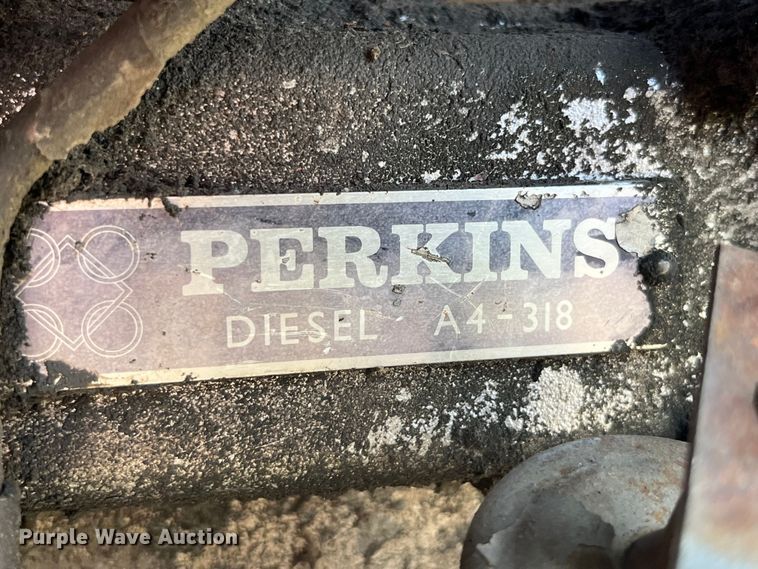 PERKINS
DIESEL A4-318
Purple Wave Auction